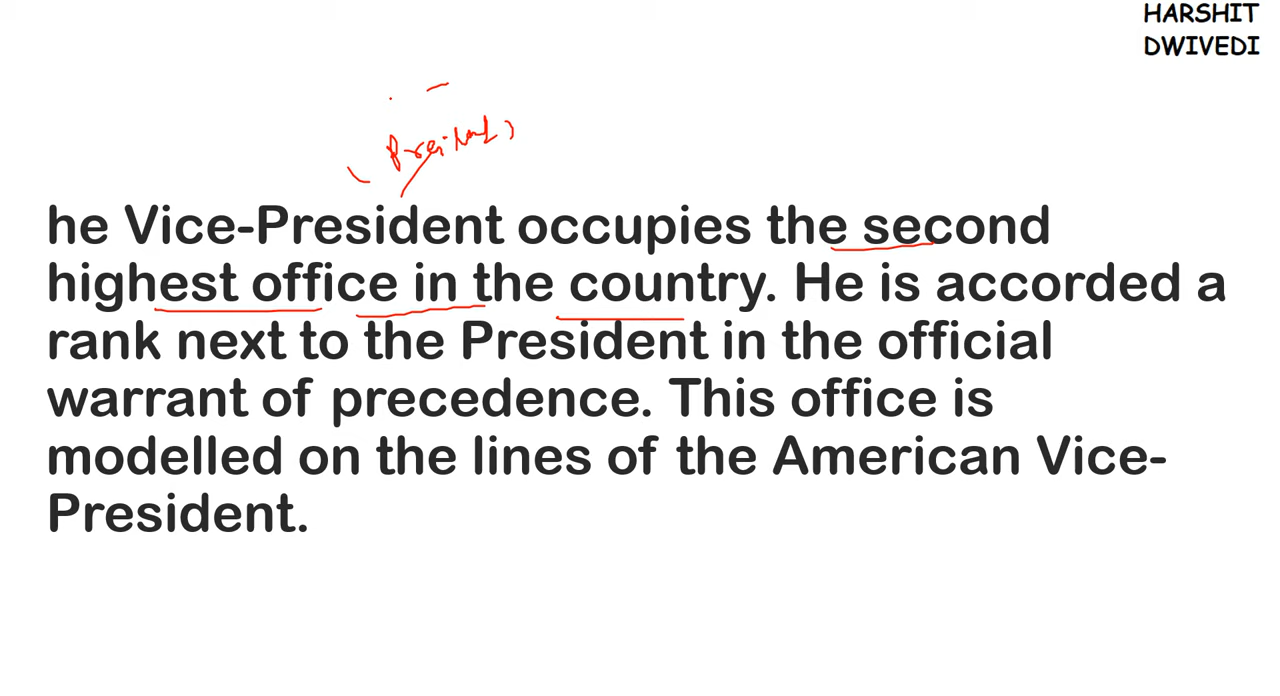 HARSHIT
DWIVEDI
(President)
he Vice-President occupies the second
highest office in the country. He is accorded a
rank next to the President in the official
warrant of precedence. This office is
modelled on the lines of the American Vice-
President.